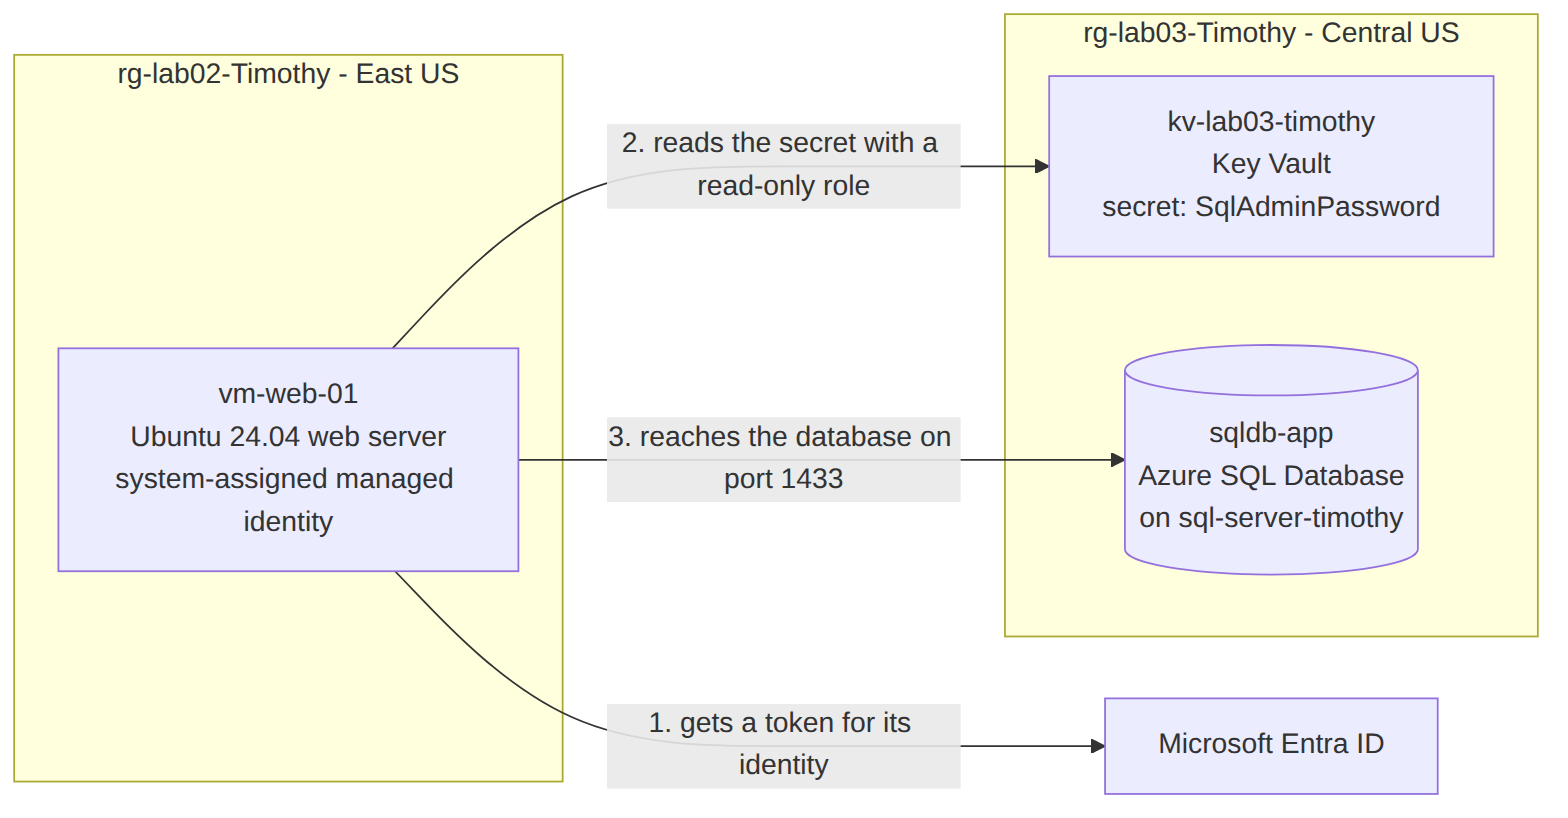 rg-lab02-Timothy - East US
vm-web-01
Ubuntu 24.04 web server
system-assigned managed
identity
2. reads the secret with a
read-only role
3. reaches the database on
port 1433
1. gets a token for its
identity
rg-lab03-Timothy - Central US
kv-lab03-timothy
Key Vault
secret: SqlAdminPassword
sqldb-app
Azure SQL Database
on sql-server-timothy
Microsoft Entra ID